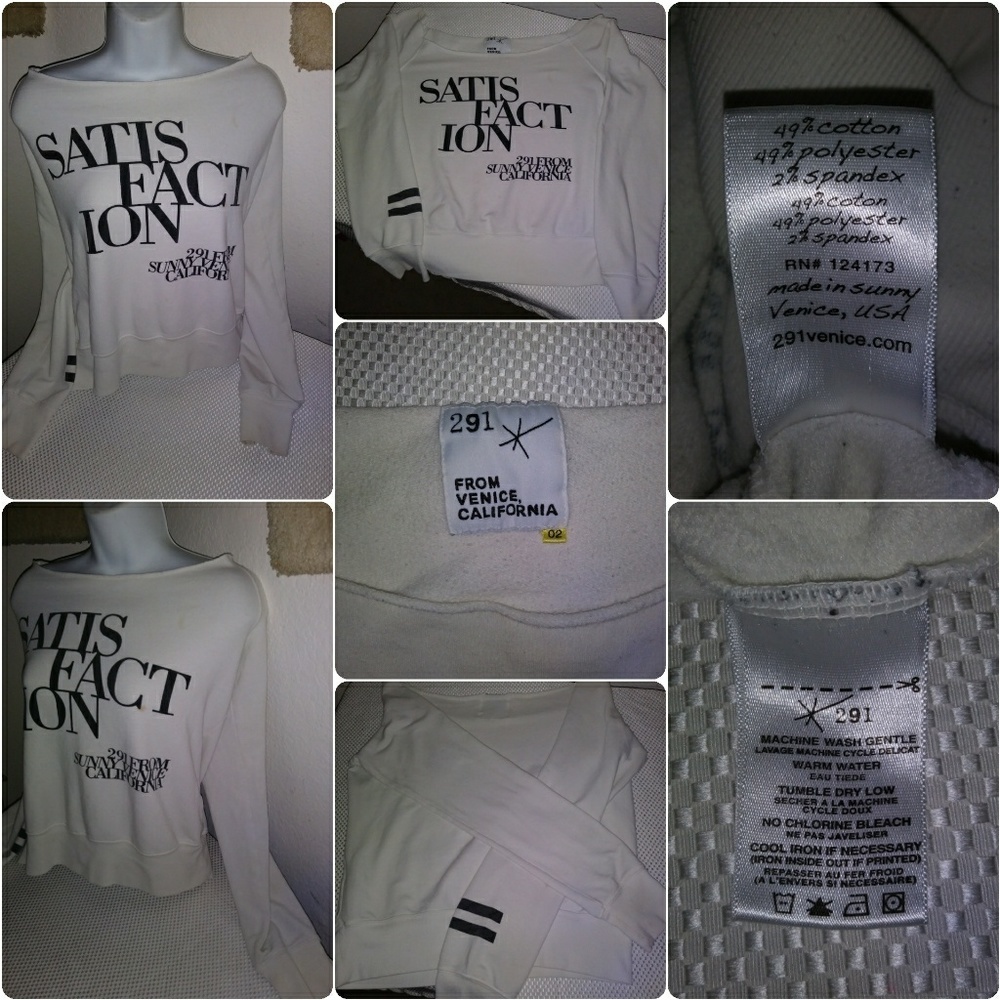 SATIS
FACT
ION
291 FROM
SUNNY VENICE
CALIFORNIA
SATIS
FACT
ION
291 FROM
SUNNY VENICE
CALIFORNIA
49% cotton
49% polyester
2% spandex
49% coton
49% polyester
2% spandex
RN# 124173
made in sunny
Venice, USA
291venice.com
291
FROM
VENICE,
CALIFORNIA
02
SATIS
FACT
ION
291 FROM
SUNNY VENICE
CALIFORNIA
291
MACHINE WASH GENTLE
LAVAGE MACHINE CYCLE DELICAT
WARM WATER
EAU TIEDE
TUMBLE DRY LOW
SECHER A LA MACHINE
CYCLE DOUX
NO CHLORINE BLEACH
NE PAS JAVELISER
COOL IRON IF NECESSARY
(IRON INSIDE OUT IF PRINTED)
REPASSER AU FER FROID
(A L'ENVERS SI NECESSAIRE)